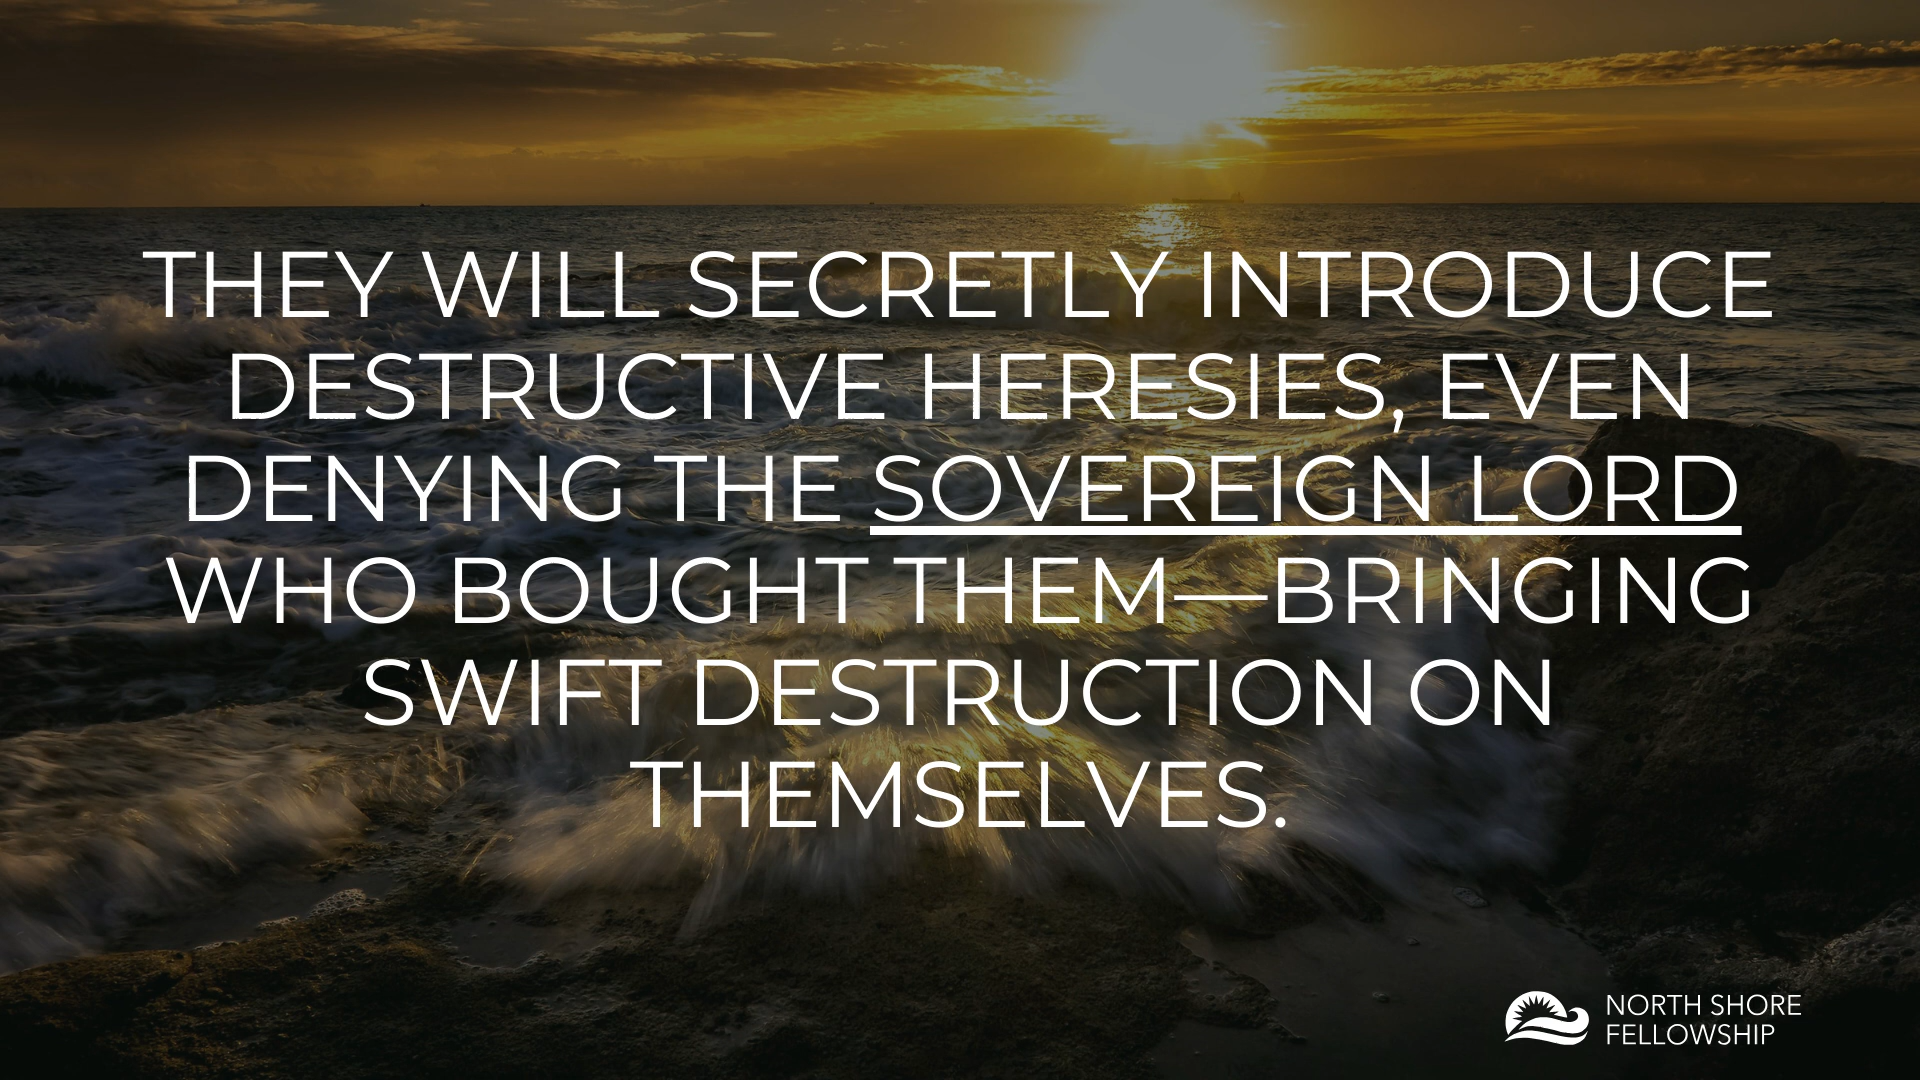 THEY WILL SECRETLY INTRODUCE
DESTRUCTIVE HERESIES, EVEN
DENYING THE SOVEREIGN LORD
WHO BOUGHT THEM—BRINGING
SWIFT DESTRUCTION ON
THEMSELVES.
NORTH SHORE
FELLOWSHIP